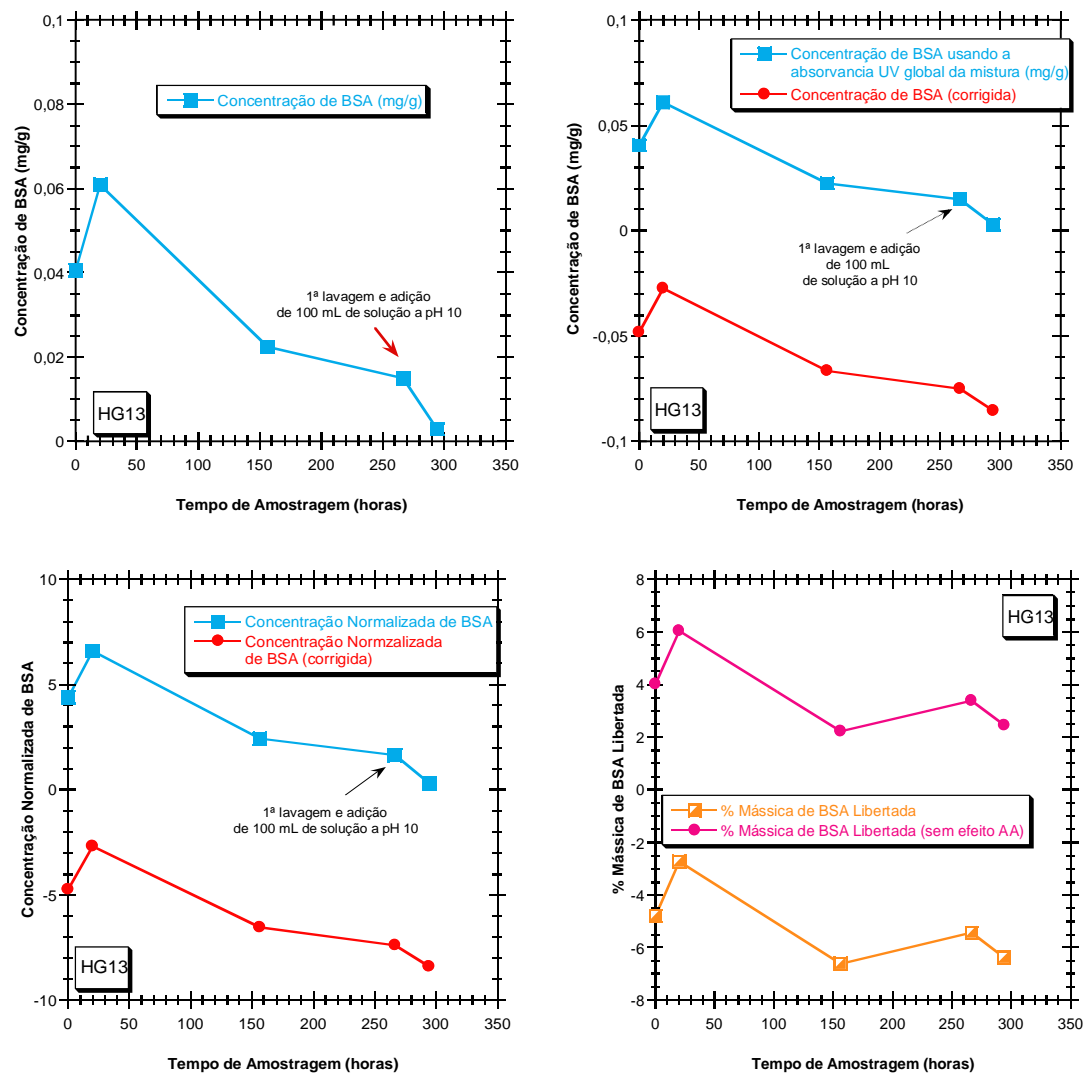 0,1
0,08
0,06
0,04
0,02
0
Concentração de BSA (mg/g)
Concentração de BSA (mg/g)
1ª lavagem e adição
de 100 mL de solução a pH 10
HG13
0 50 100 150 200 250 300 350
Tempo de Amostragem (horas)
0,1
0,05
0
-0,05
-0,1
Concentração de BSA (mg/g)
Concentração de BSA usando a
absorvancia UV global da mistura (mg/g)
Concentração de BSA (corrigida)
1ª lavagem e adição
de 100 mL
de solução a pH 10
HG13
0 50 100 150 200 250 300 350
Tempo de Amostragem (horas)
10
5
0
-5
-10
Concentração Normalizada de BSA
Concentração Normalizada de BSA
Concentração Normzalizada
de BSA (corrigida)
1ª lavagem e adição
de 100 mL de solução a pH 10
HG13
0 50 100 150 200 250 300 350
Tempo de Amostragem (horas)
8
6
4
2
0
-2
-4
-6
-8
% Mássica de BSA Libertada
HG13
% Mássica de BSA Libertada
% Mássica de BSA Libertada (sem efeito AA)
0 50 100 150 200 250 300 350
Tempo de Amostragem (horas)